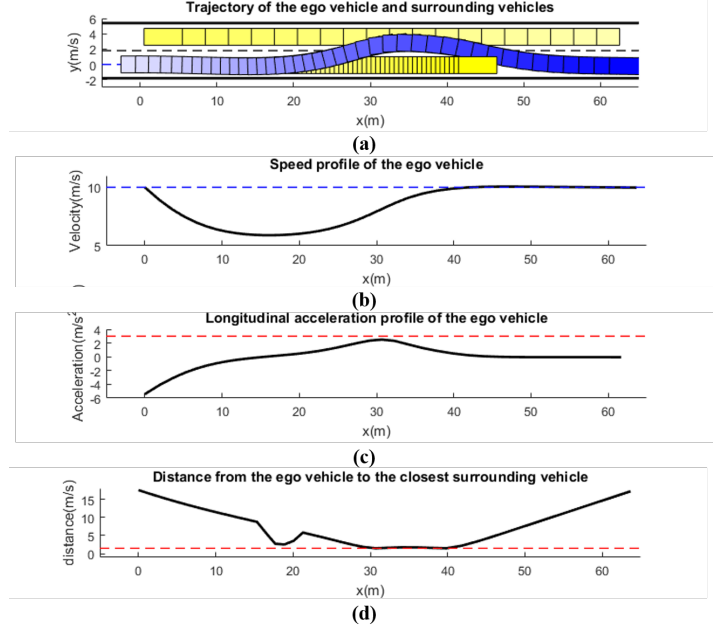 Trajectory of the ego vehicle and surrounding vehicles
6
4
2
0
-2
y(m/s)
0 10 20 30 40 50 60
x(m)
(a)
Speed profile of the ego vehicle
10
5
Velocity(m/s)
0 10 20 30 40 50 60
x(m)
)
(b)
Longitudinal acceleration profile of the ego vehicle
4
2
0
-2
-4
-6
Acceleration(m/s²
0 10 20 30 40 50 60
x(m)
(c)
Distance from the ego vehicle to the closest surrounding vehicle
15
10
5
0
distance(m/s)
0 10 20 30 40 50 60
x(m)
(d)